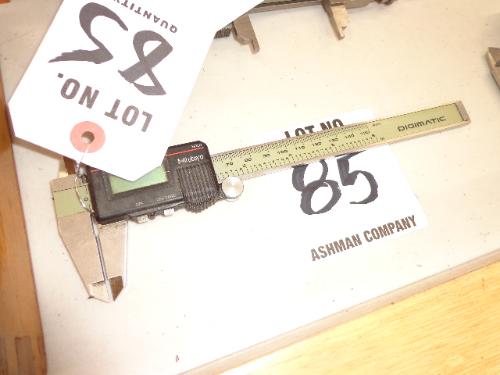 LOT NO.
85
QUANTITY
Mitutoyo
DIGIMATIC
LOT NO.
85
ASHMAN COMPANY